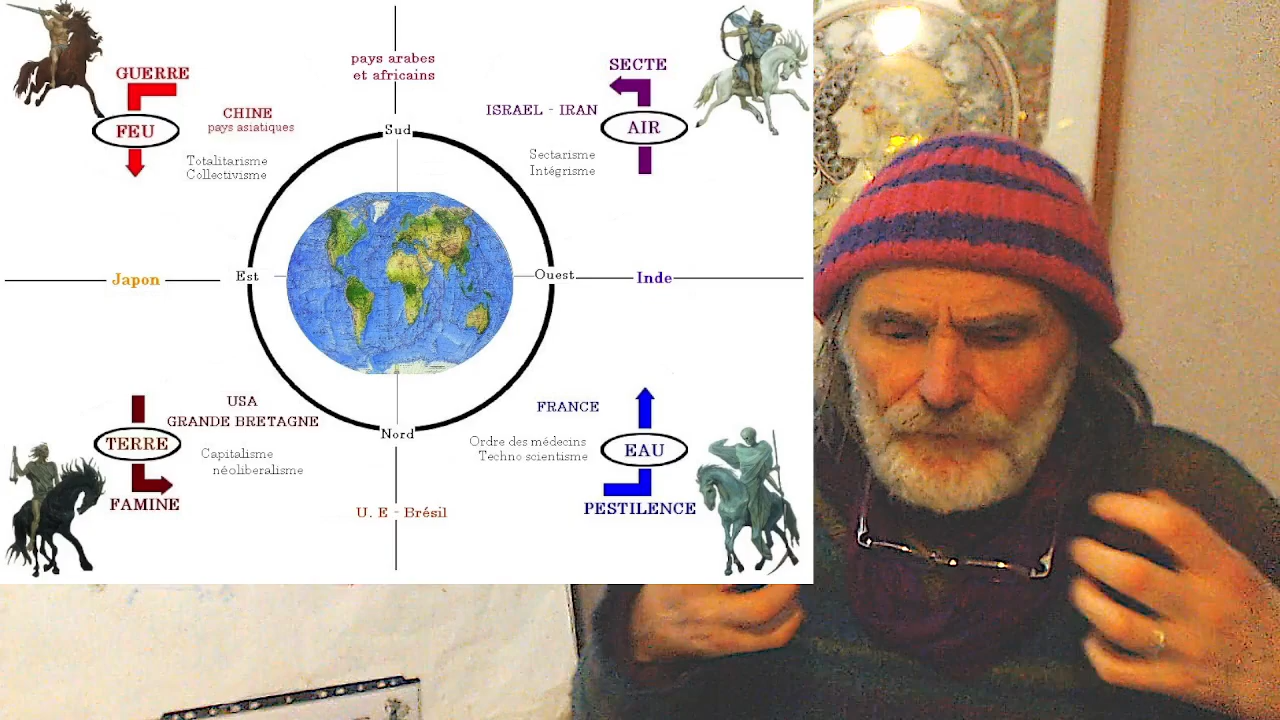 GUERRE
FEU
CHINE
pays asiatiques
Totalitarisme
Collectivisme
pays arabes
et africains
Sud
SECTE
ISRAEL - IRAN
AIR
Sectarisme
Intégrisme
Japon
Est
Ouest
Inde
USA
GRANDE BRETAGNE
TERRE
Capitalisme
néoliberalisme
FAMINE
Nord
U. E - Brésil
FRANCE
Ordre des médecins
Techno scientisme
EAU
PESTILENCE